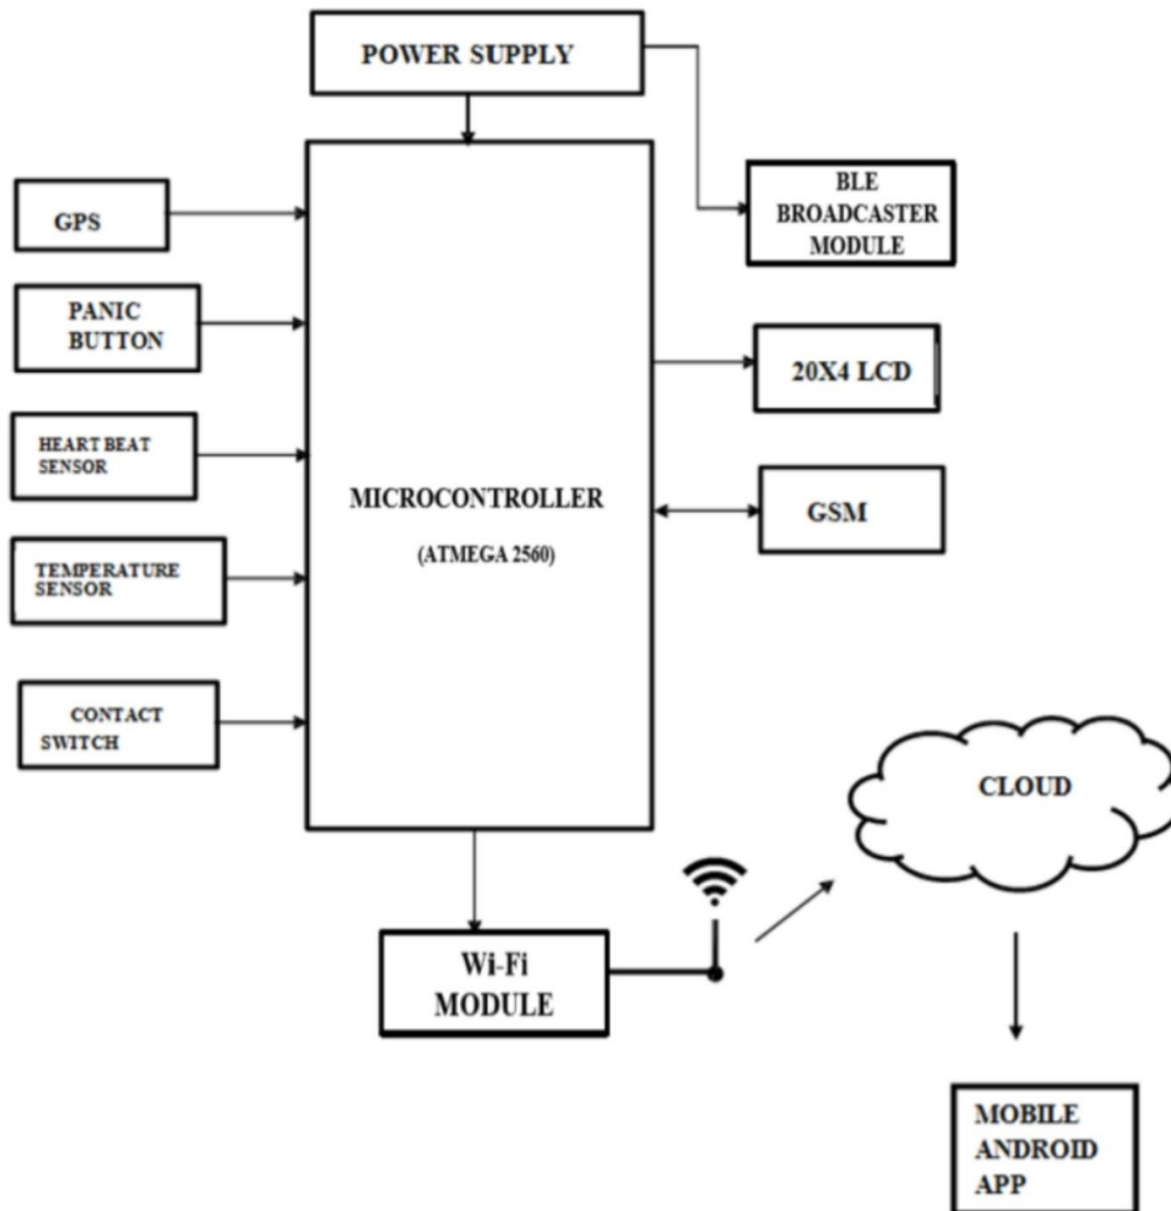 POWER SUPPLY
BLE
BROADCASTER
MODULE
GPS
PANIC
BUTTON
20X4 LCD
HEART BEAT
SENSOR
MICROCONTROLLER
(ATMEGA 2560)
GSM
TEMPERATURE
SENSOR
CONTACT
SWITCH
CLOUD
Wi-Fi
MODULE
MOBILE
ANDROID
APP